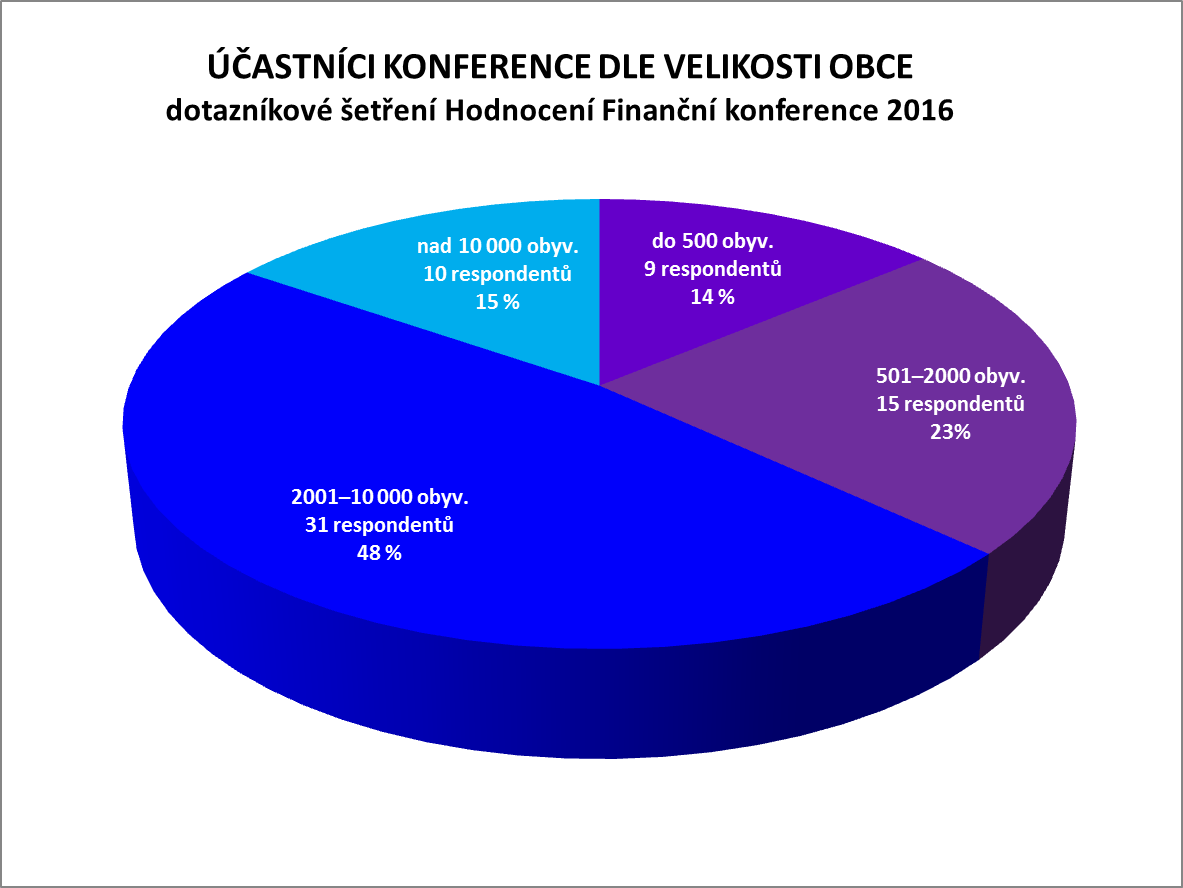 ÚČASTNÍCI KONFERENCE DLE VELIKOSTI OBCE
dotazníkové šetření Hodnocení Finanční konference 2016
nad 10 000 obyv.
10 respondentů
15 %
do 500 obyv.
9 respondentů
14 %
501–2000 obyv.
15 respondentů
23%
2001–10 000 obyv.
31 respondentů
48 %